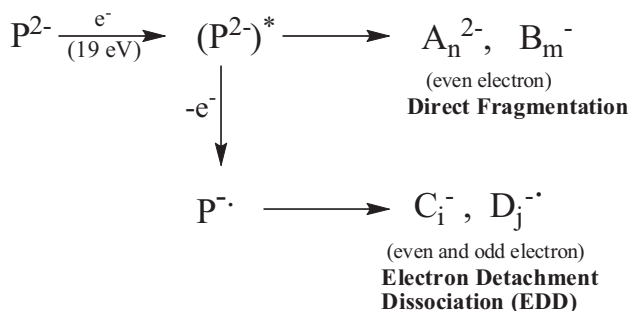 P²⁻ e⁻ (19 eV) (P²⁻)* Aₙ²⁻, Bₘ⁻
(even electron)
Direct Fragmentation
-e⁻
P⁻· Cᵢ⁻ , Dⱼ⁻·
(even and odd electron)
Electron Detachment
Dissociation (EDD)